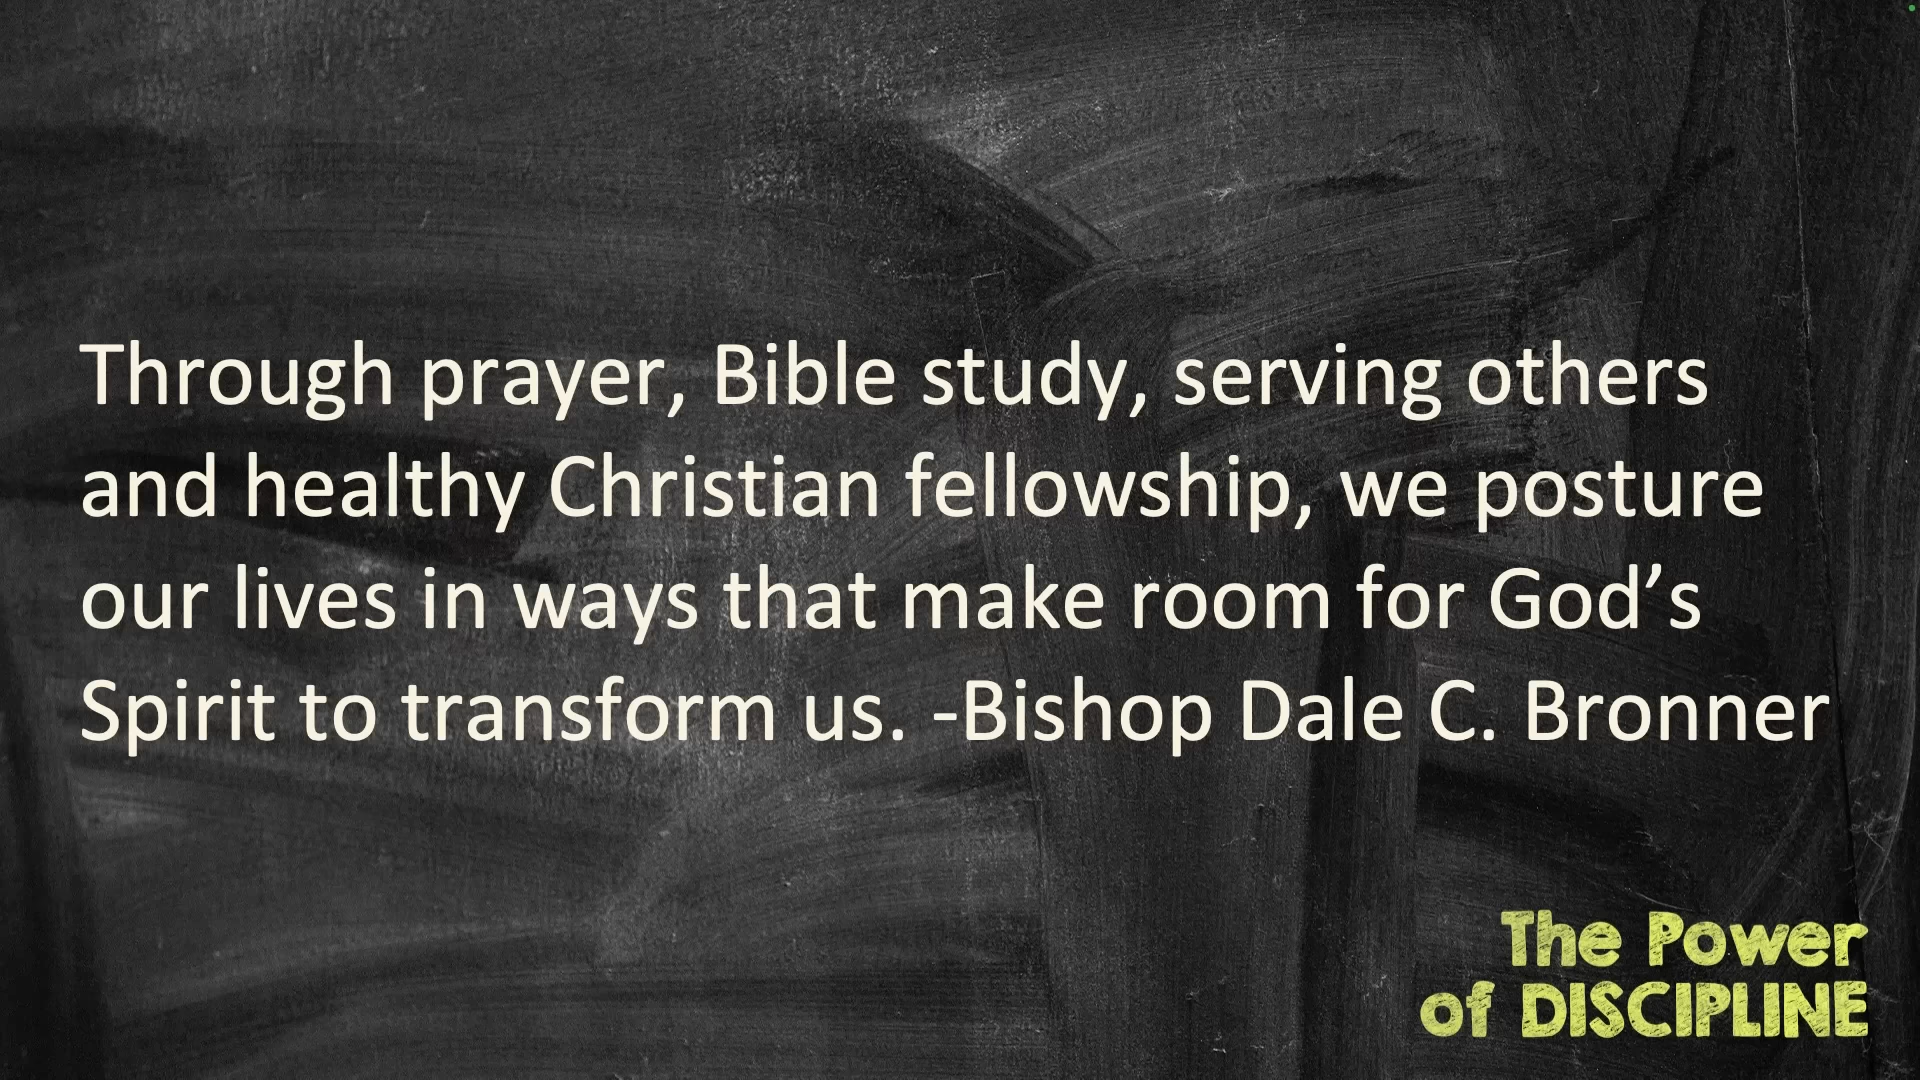 Through prayer, Bible study, serving others
and healthy Christian fellowship, we posture
our lives in ways that make room for God’s
Spirit to transform us. -Bishop Dale C. Bronner
The Power
of DISCIPLINE